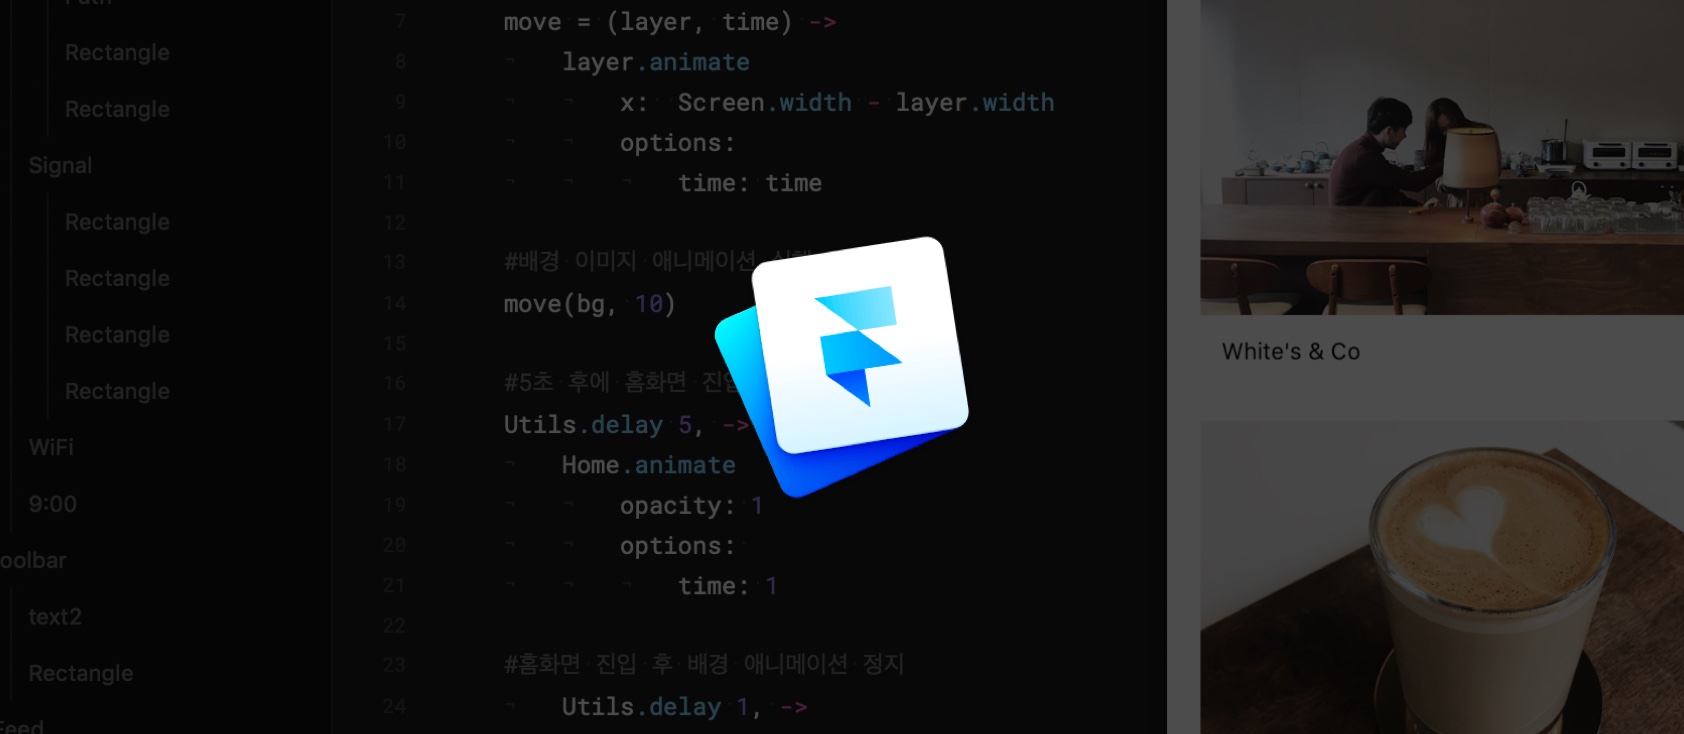 Rectangle
Rectangle
Signal
Rectangle
Rectangle
Rectangle
Rectangle
WiFi
9:00
oolbar
text2
Rectangle
Feed
7 move = (layer, time) ->
8 layer.animate
9 x: Screen.width - layer.width
10 options:
11 time: time
12
13 #배경 이미지 애니메이션
14 move(bg, 10)
15
16 #5초 후에 홈화면
17 Utils.delay 5, ->
18 Home.animate
19 opacity: 1
20 options:
21 time: 1
22
23 #홈화면 진입 후 배경 애니메이션 정지
24 Utils.delay 1, ->
White's & Co